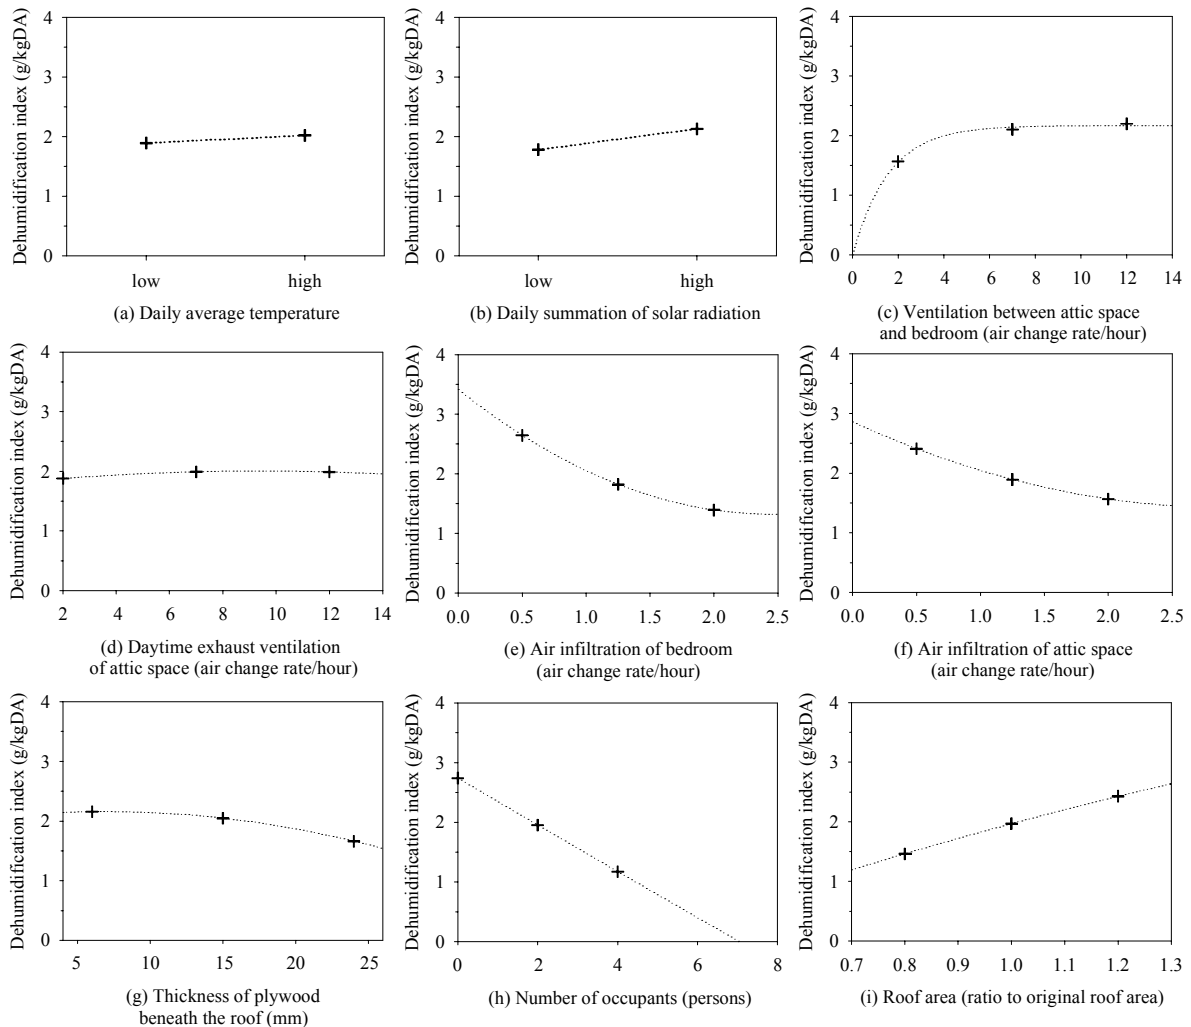 Dehumidification index (g/kgDA)
4
3
2
1
0
low
high
(a) Daily average temperature
Dehumidification index (g/kgDA)
4
3
2
1
0
low
high
(b) Daily summation of solar radiation
Dehumidification index (g/kgDA)
4
3
2
1
0
0 2 4 6 8 10 12 14
(c) Ventilation between attic space
and bedroom (air change rate/hour)
Dehumidification index (g/kgDA)
4
3
2
1
0
2 4 6 8 10 12 14
(d) Daytime exhaust ventilation
of attic space (air change rate/hour)
Dehumidification index (g/kgDA)
4
3
2
1
0
0.0 0.5 1.0 1.5 2.0 2.5
(e) Air infiltration of bedroom
(air change rate/hour)
Dehumidification index (g/kgDA)
4
3
2
1
0
0.0 0.5 1.0 1.5 2.0 2.5
(f) Air infiltration of attic space
(air change rate/hour)
Dehumidification index (g/kgDA)
4
3
2
1
0
5 10 15 20 25
(g) Thickness of plywood
beneath the roof (mm)
Dehumidification index (g/kgDA)
4
3
2
1
0
0 2 4 6 8
(h) Number of occupants (persons)
Dehumidification index (g/kgDA)
4
3
2
1
0
0.7 0.8 0.9 1.0 1.1 1.2 1.3
(i) Roof area (ratio to original roof area)